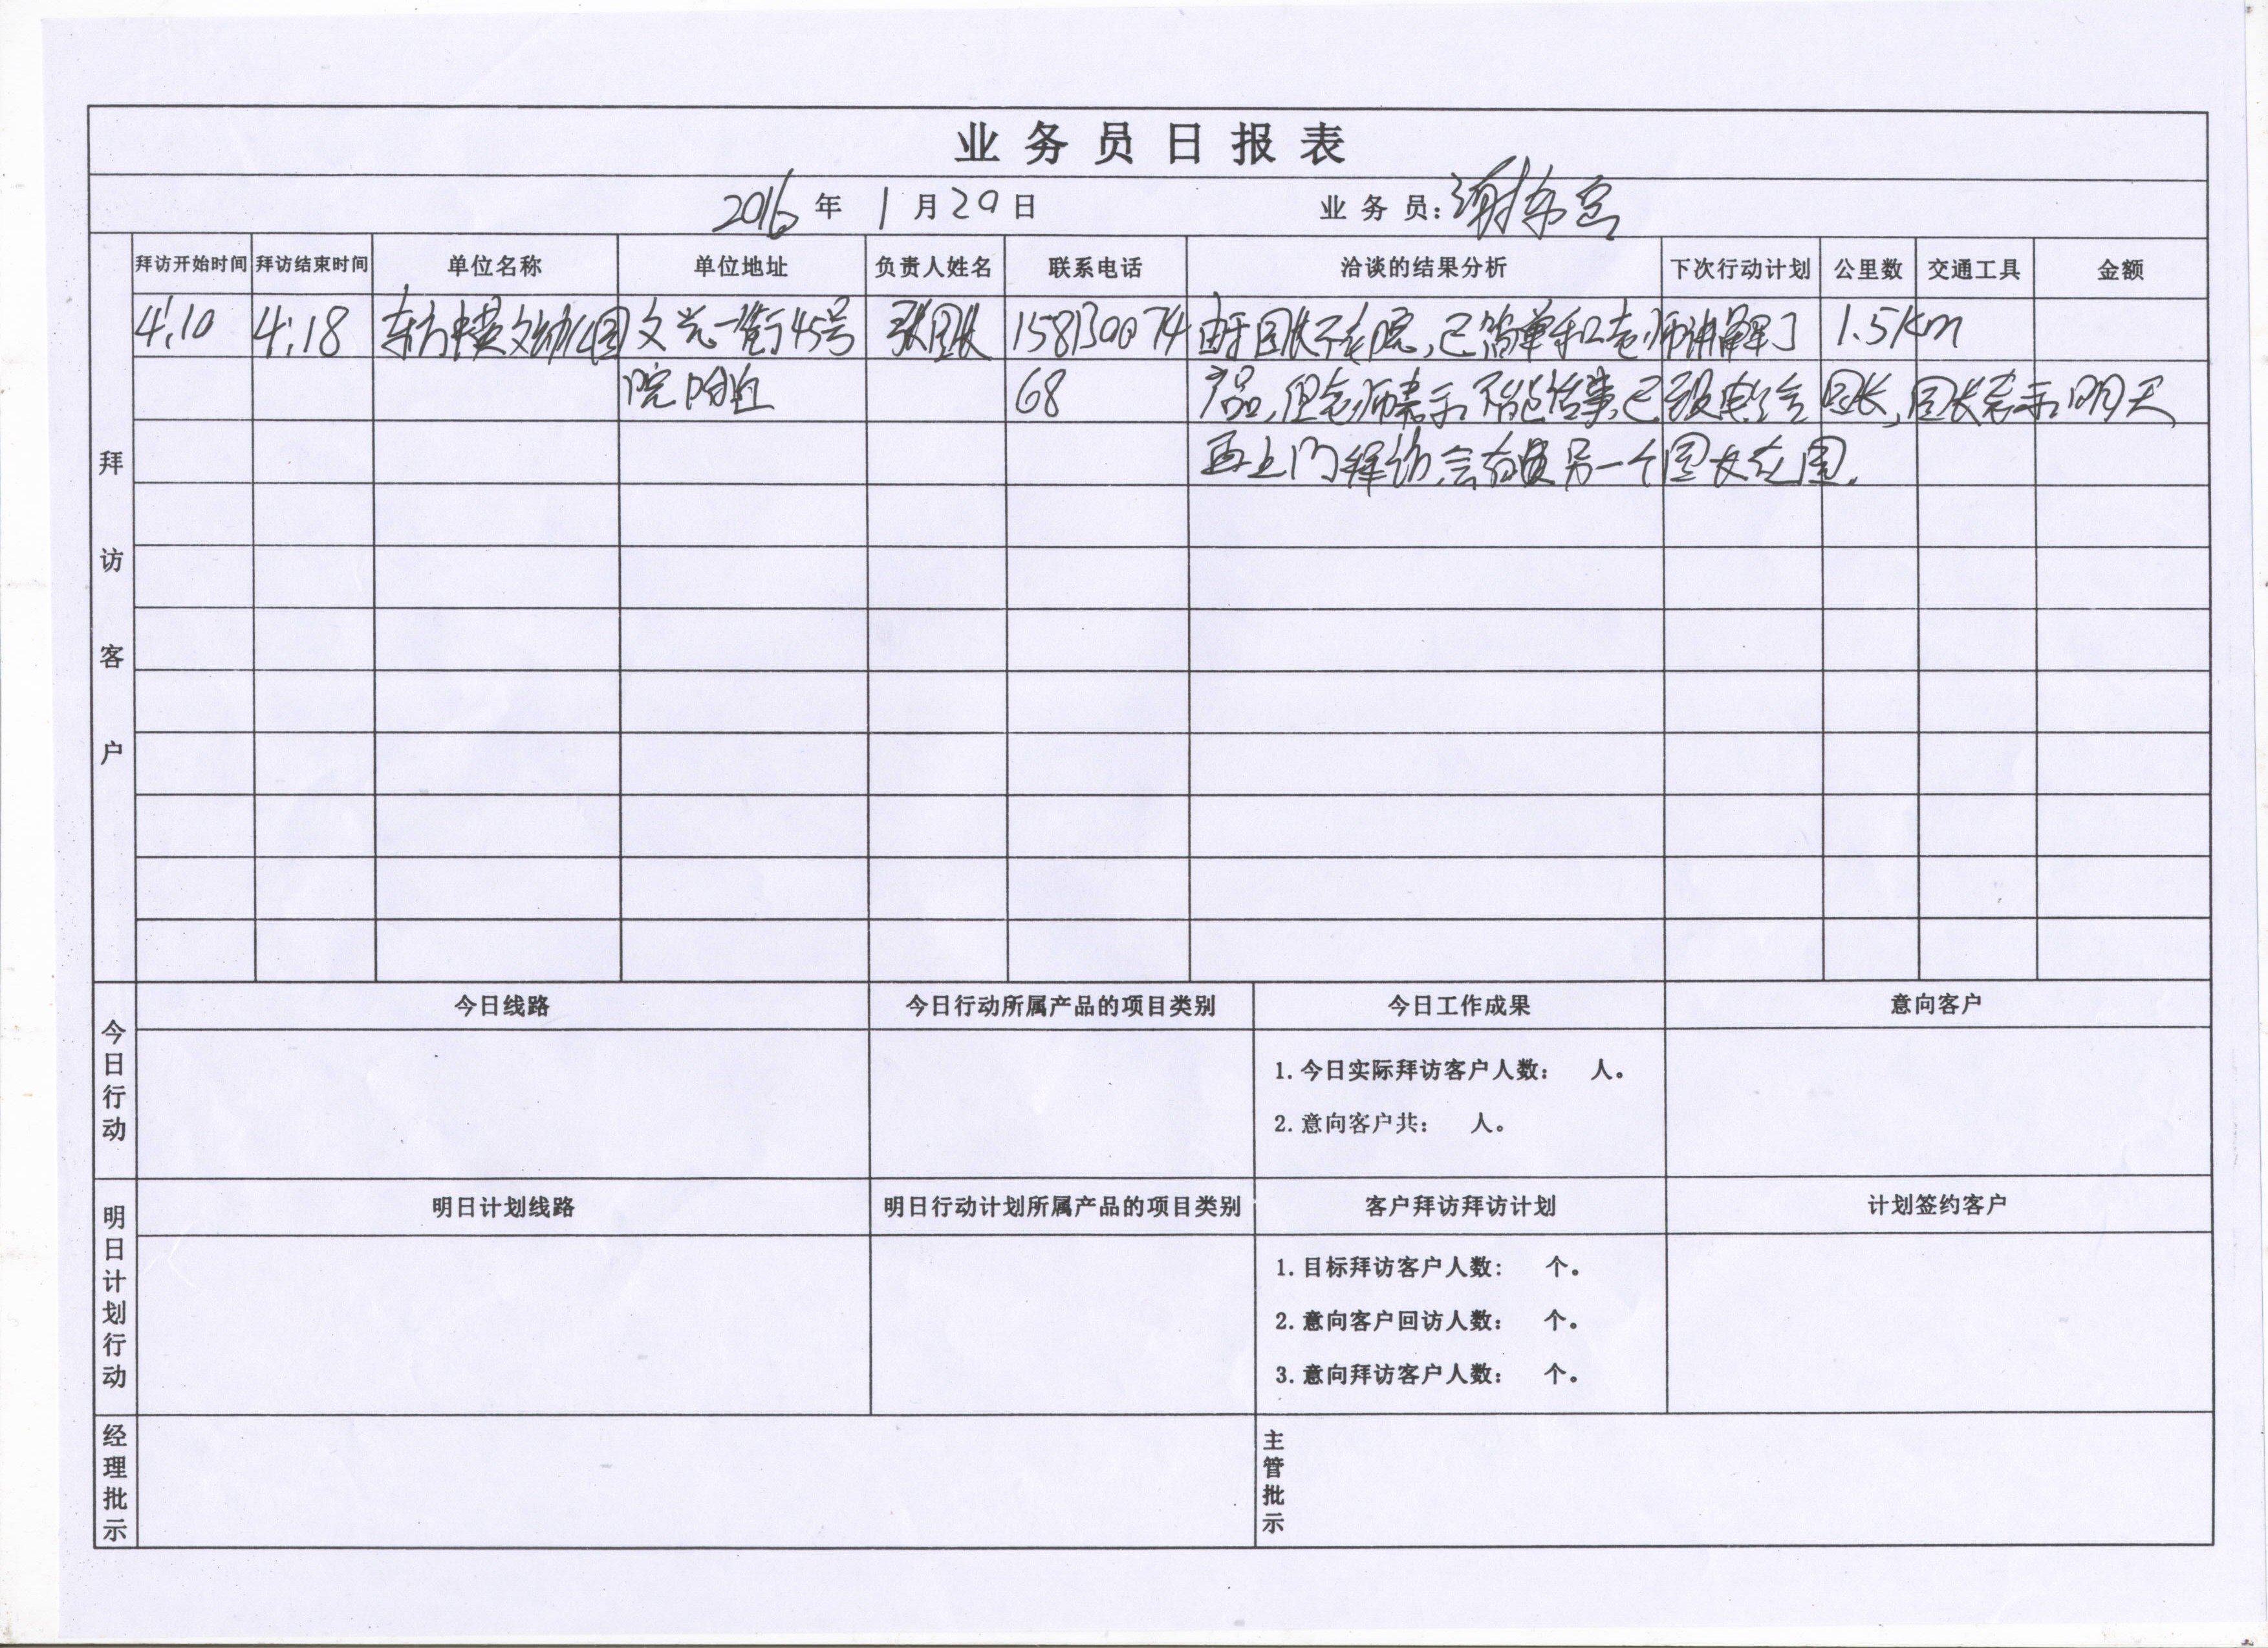 业务员日报表
2016年 1月29日 业务员:谢
拜访客户
拜访开始时间 拜访结束时间 单位名称 单位地址 负责人姓名 联系电话 洽谈的结果分析 下次行动计划 公里数 交通工具 金额
4:10 4:18 东方 英文幼儿园 文 一街45号 张园长 15813000 74 由于园长不在院,已简单和 老师讲解了 1.5Km
院附近 68 产品,但老师表示不能 事,已 电给园长,园长表示明天
再上门拜访,会有 另一个园长在园.
今日行动
今日线路 今日行动所属产品的项目类别 今日工作成果 意向客户
1.今日实际拜访客户人数: 人。
2.意向客户共: 人。
明日计划行动
明日计划线路 明日行动计划所属产品的项目类别 客户拜访拜访计划 计划签约客户
1.目标拜访客户人数: 个。
2.意向客户回访人数: 个。
3.意向拜访客户人数: 个。
经理批示
主管批示